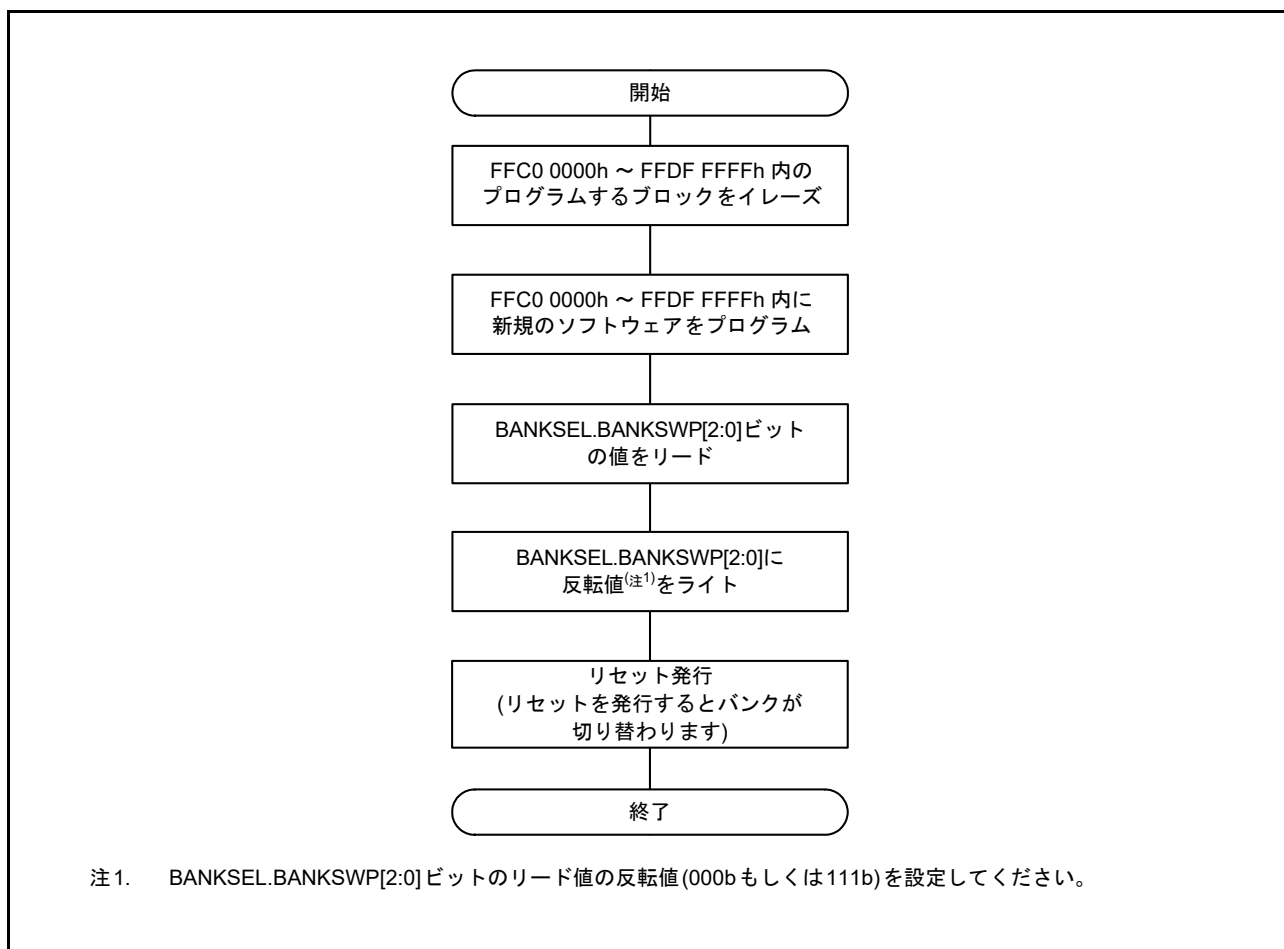 開始
FFC0 0000h ～ FFDF FFFFh 内の
プログラムするブロックをイレーズ
FFC0 0000h ～ FFDF FFFFh 内に
新規のソフトウェアをプログラム
BANKSEL.BANKSWP[2:0]ビット
の値をリード
BANKSEL.BANKSWP[2:0]に
反転値(注1)をライト
リセット発行
(リセットを発行するとバンクが
切り替わります)
終了
注1. BANKSEL.BANKSWP[2:0]ビットのリード値の反転値(000bもしくは111b)を設定してください。